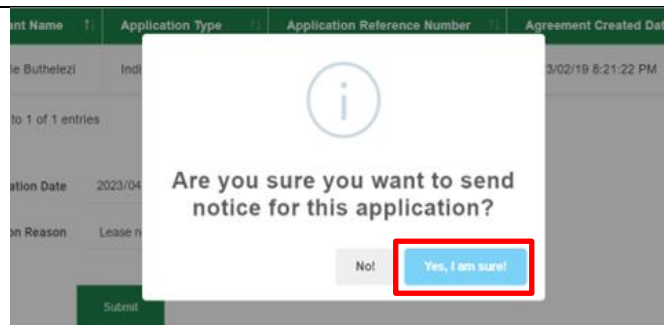 ant Name Application Type Application Reference Number Agreement Created Dat
le Buthelezi Indi 3/02/19 8:21:22 PM
to 1 of 1 entries
i
Are you sure you want to send
notice for this application?
ation Date 2023/04
on Reason Lease n
No! Yes, I am sure!
Submit